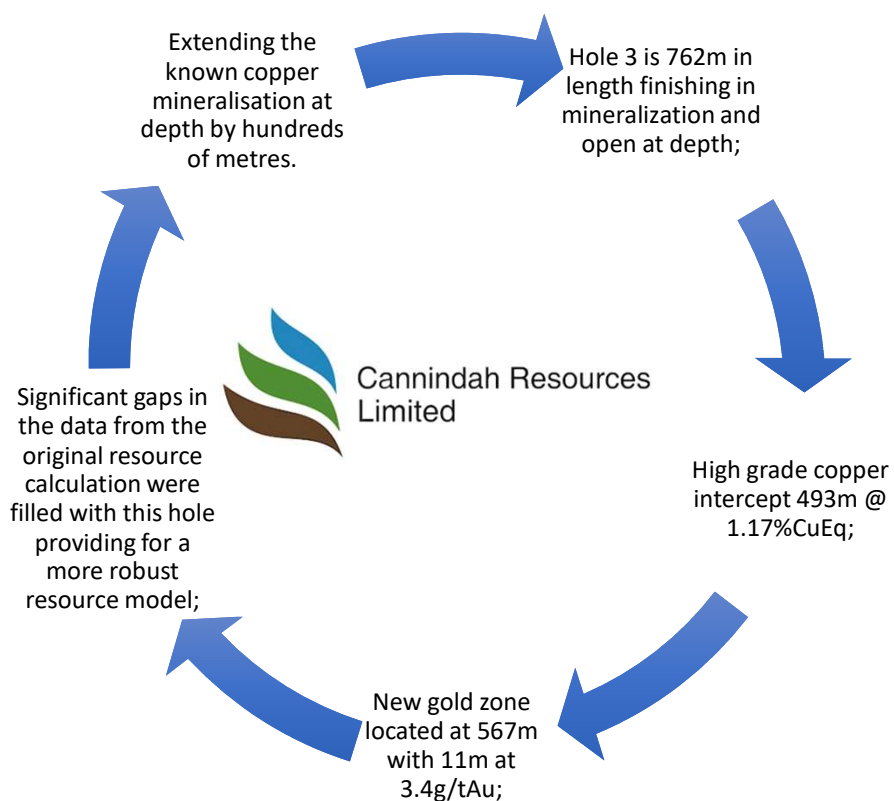 Extending the
known copper
mineralisation at
depth by hundreds
of metres.
Hole 3 is 762m in
length finishing in
mineralization and
open at depth;
High grade copper
intercept 493m @
1.17%CuEq;
New gold zone
located at 567m
with 11m at
3.4g/tAu;
Significant gaps in
the data from the
original resource
calculation were
filled with this hole
providing for a
more robust
resource model;
Cannindah Resources
Limited